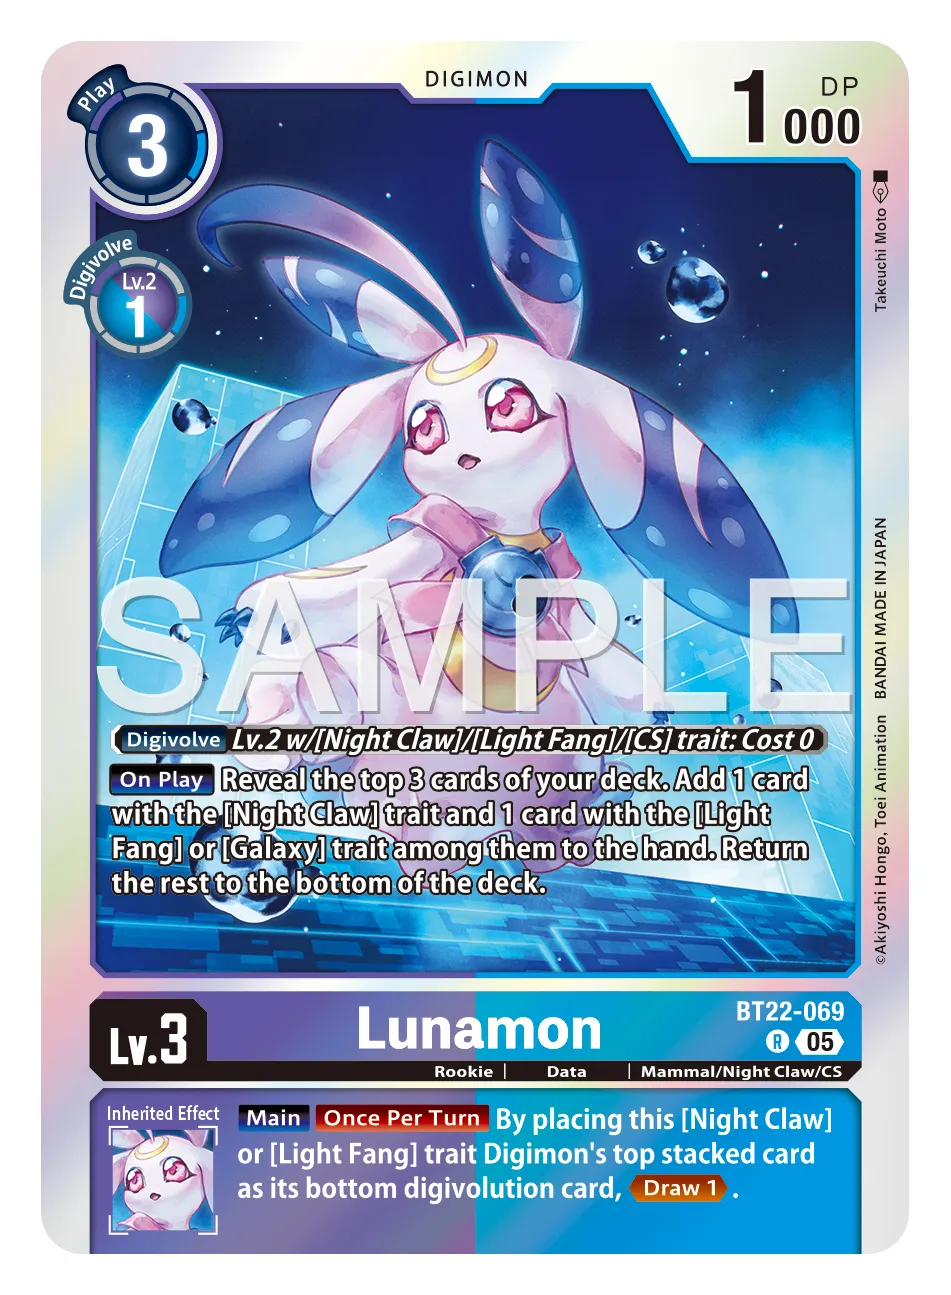 DIGIMON
Play
3
1000
DP
Digivolve
Lv.2
1
Takeuchi Moto
BANDAI MADE IN JAPAN
©Akiyoshi Hongo, Toei Animation
SAMPLE
Digivolve Lv.2 w/[Night Claw]/[Light Fang]/[CS] trait: Cost 0
On Play Reveal the top 3 cards of your deck. Add 1 card
with the [Night Claw] trait and 1 card with the [Light
Fang] or [Galaxy] trait among them to the hand. Return
the rest to the bottom of the deck.
Lv.3
Lunamon
BT22-069
R 05
Rookie | Data | Mammal/Night Claw/CS
Inherited Effect
Main Once Per Turn By placing this [Night Claw]
or [Light Fang] trait Digimon's top stacked card
as its bottom digivolution card, Draw 1 .